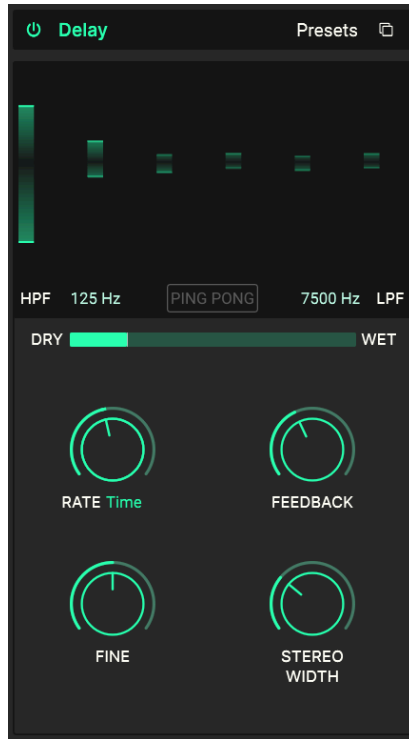 Delay Presets
HPF 125 Hz PING PONG 7500 Hz LPF
DRY WET
RATE Time FEEDBACK
FINE STEREO
WIDTH